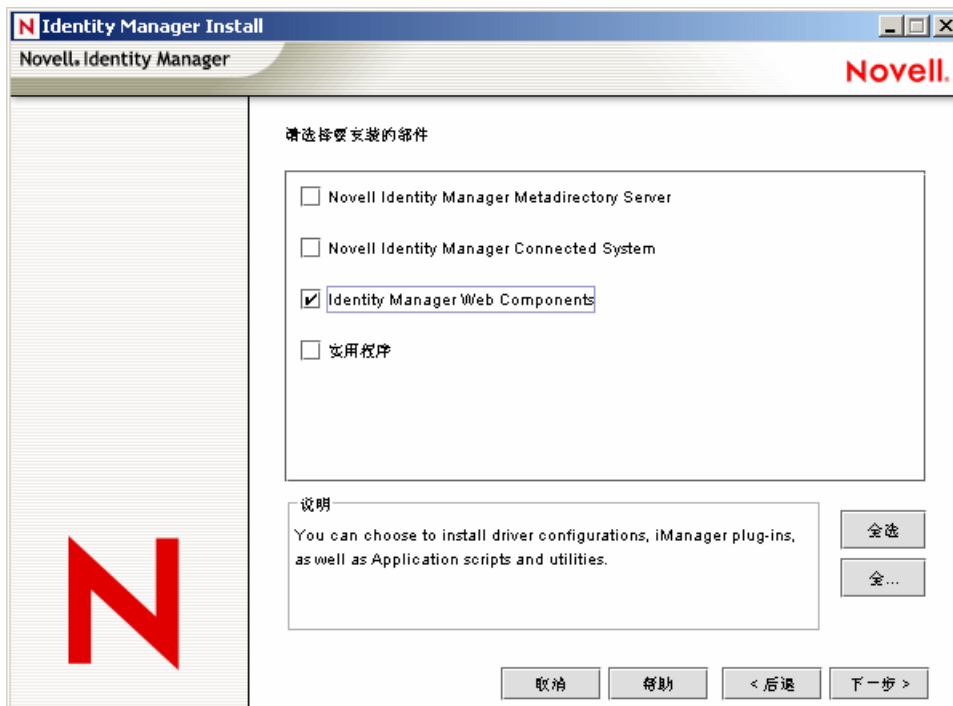 Identity Manager Install
Novell® Identity Manager
Novell.
请选择要安装的部件
Novell Identity Manager Metadirectory Server
Novell Identity Manager Connected System
Identity Manager Web Components
实用程序
说明
You can choose to install driver configurations, iManager plug-ins,
as well as Application scripts and utilities.
全选
全...
取消
帮助
< 后退
下一步 >